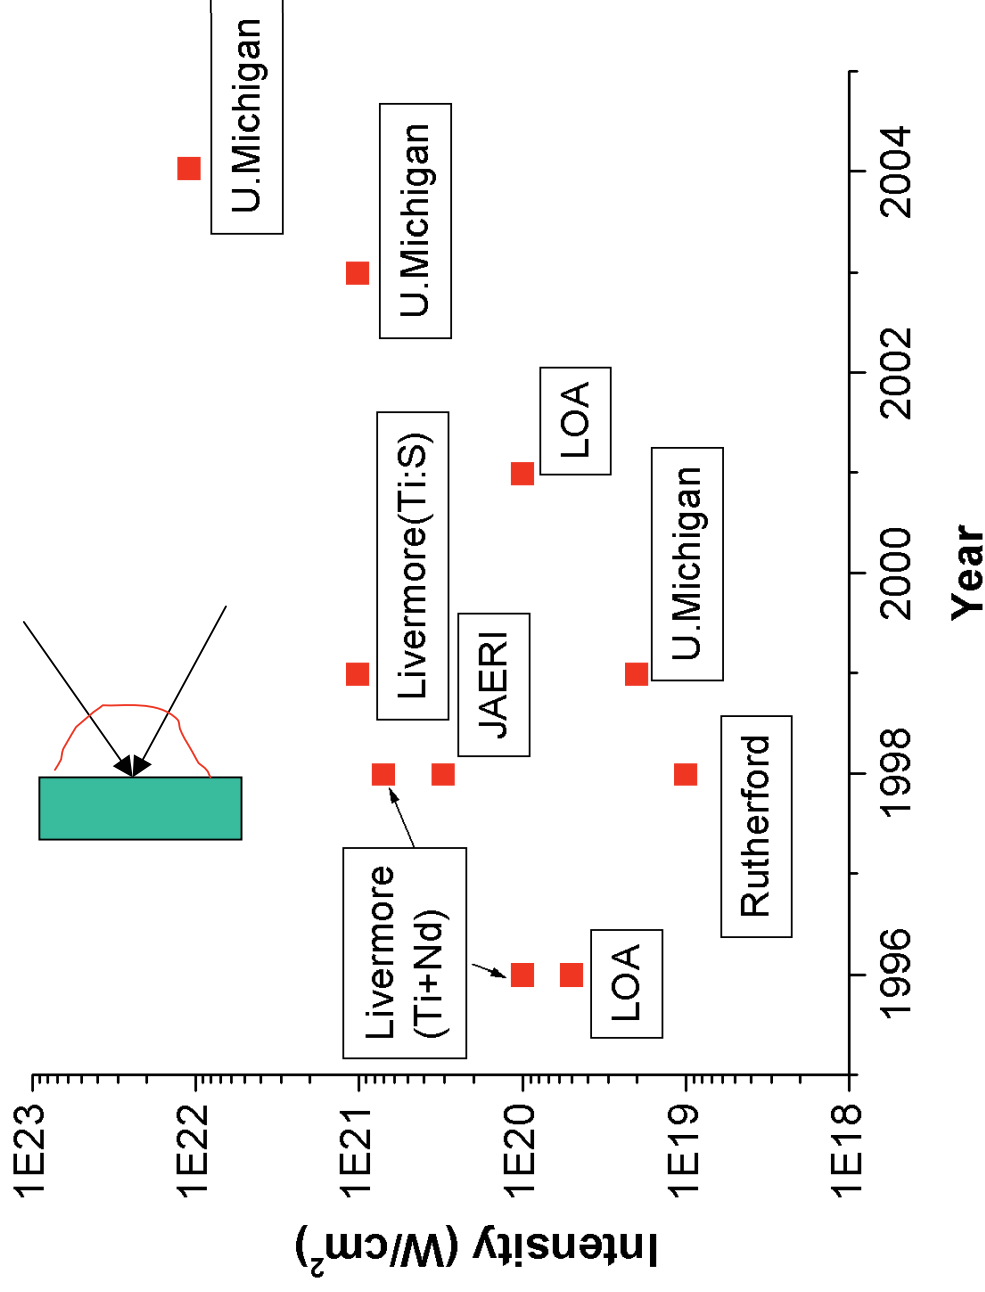 1E23
1E22
1E21
1E20
1E19
1E18
Intensity (W/cm²)
U.Michigan
U.Michigan
Livermore(Ti:S)
LOA
JAERI
U.Michigan
Livermore
(Ti+Nd)
LOA
Rutherford
1996
1998
2000
2002
2004
Year